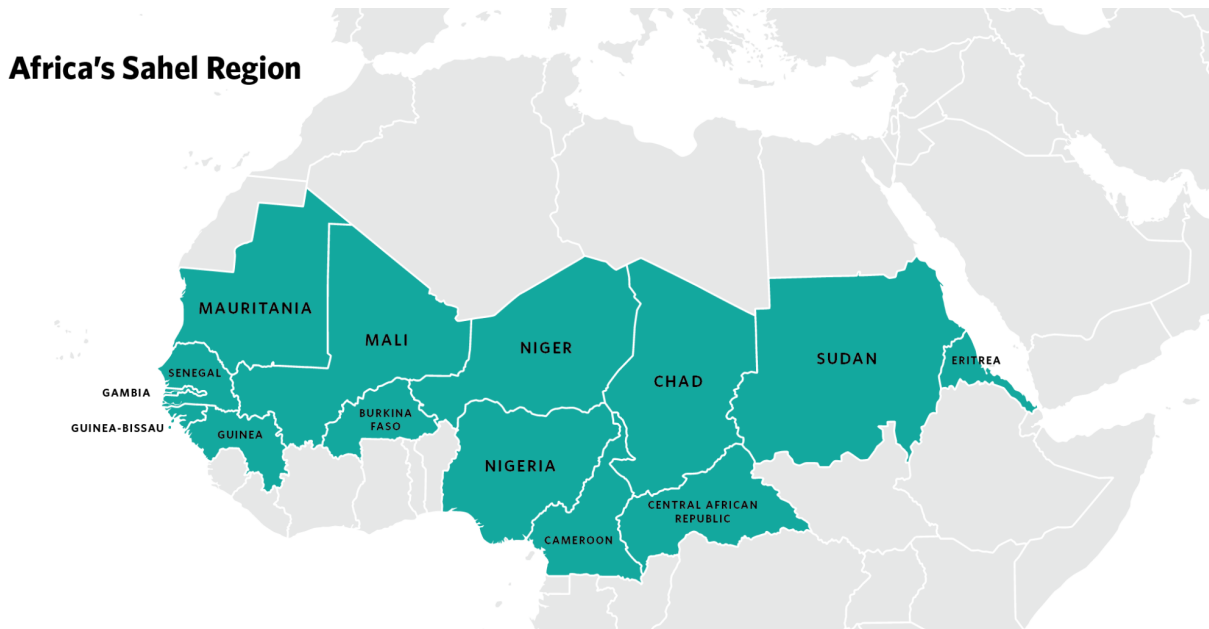 Africa's Sahel Region
MAURITANIA
MALI
NIGER
CHAD
SUDAN
ERITREA
SENEGAL
GAMBIA
GUINEA-BISSAU
GUINEA
BURKINA
FASO
NIGERIA
CENTRAL AFRICAN
REPUBLIC
CAMEROON